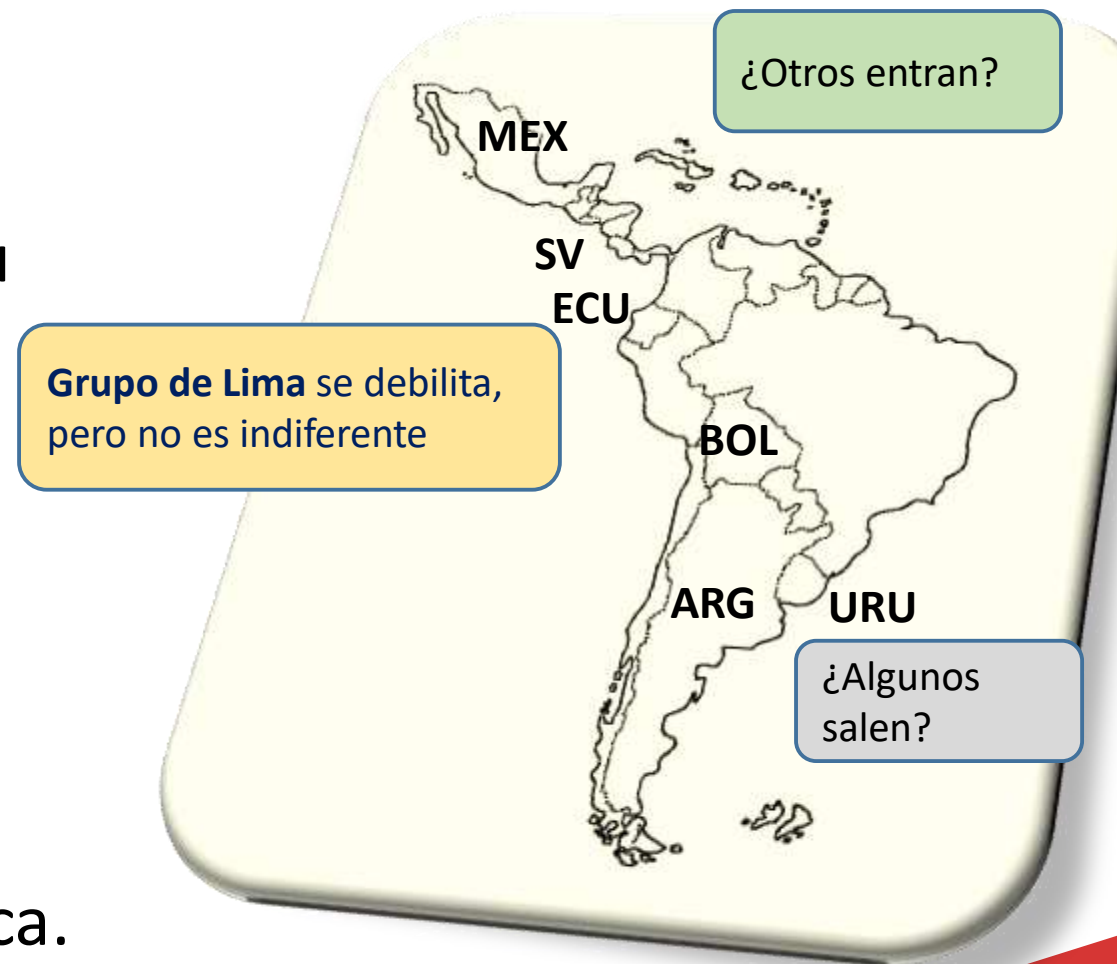 ¿Otros entran?
MEX
SV
ECU
Grupo de Lima se debilita,
pero no es indiferente
BOL
ARG
URU
¿Algunos
salen?
ca.